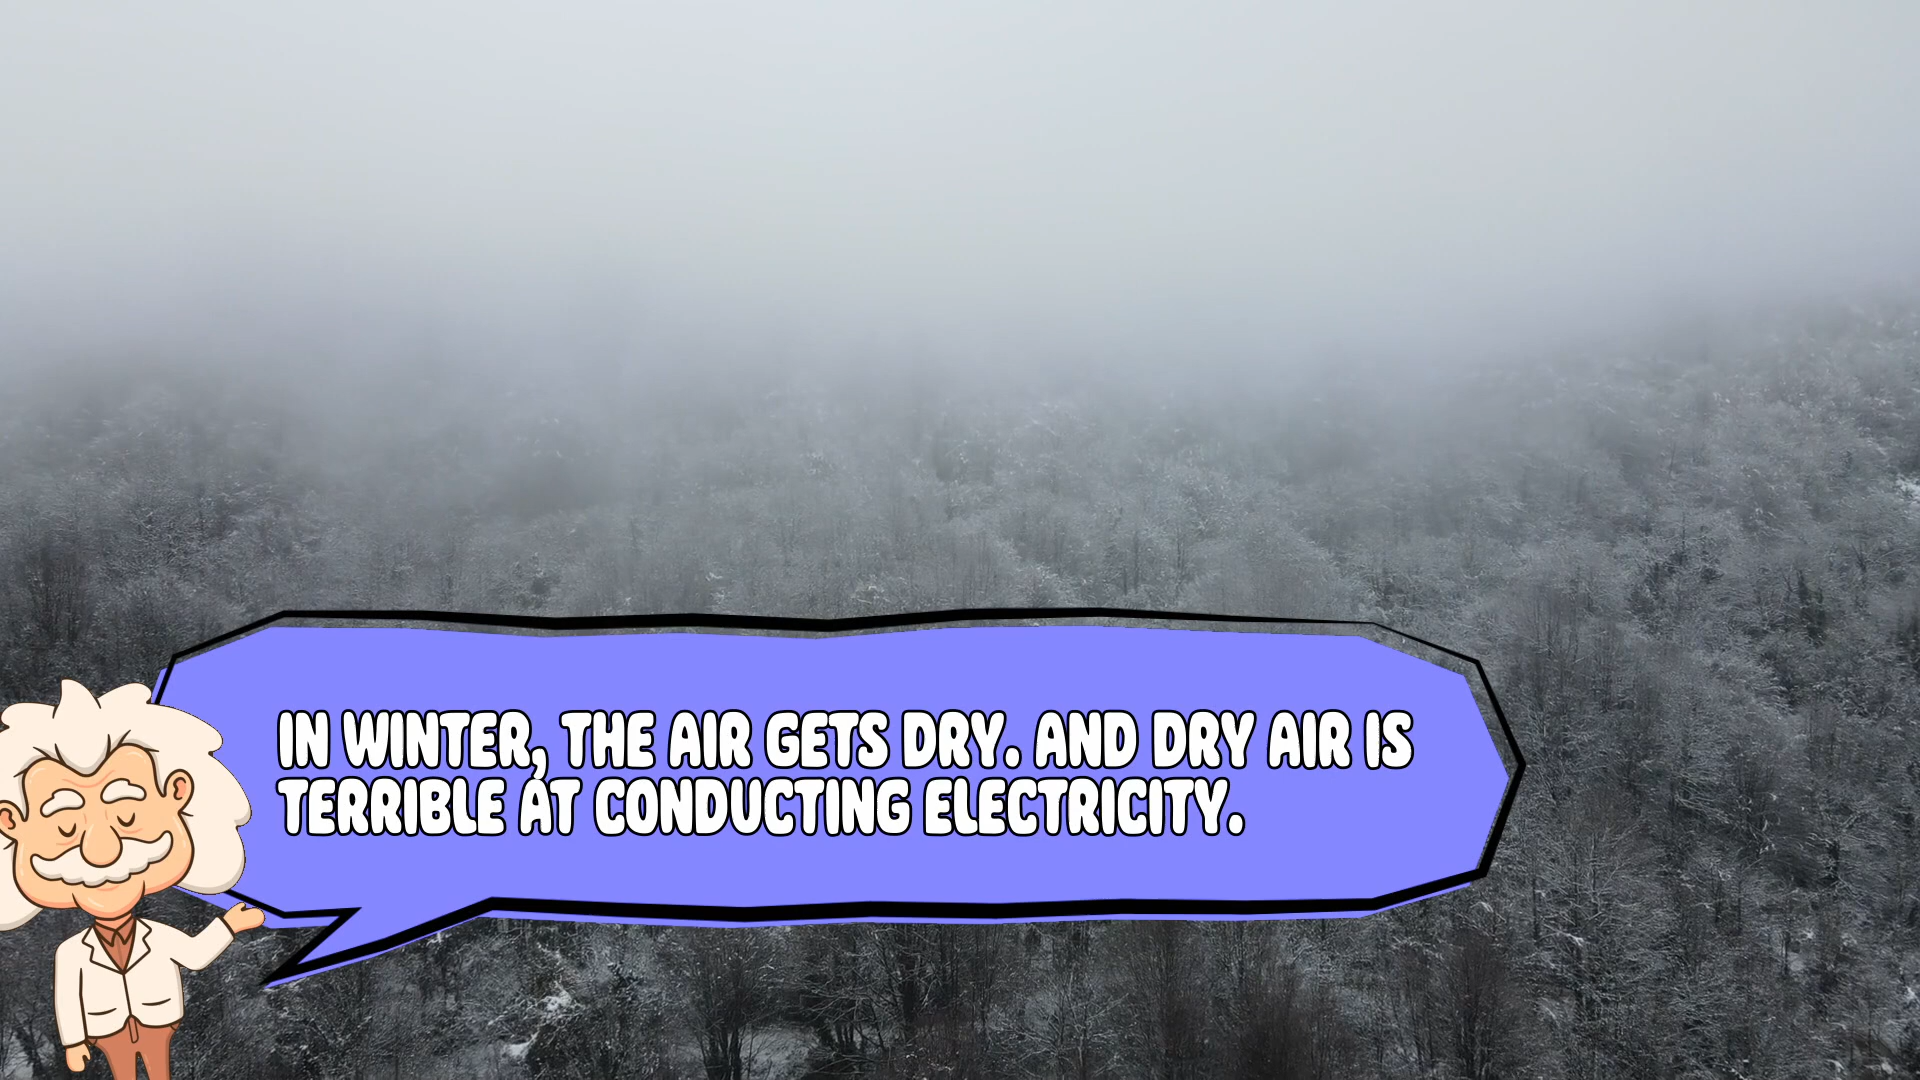 IN WINTER, THE AIR GETS DRY. AND DRY AIR IS
TERRIBLE AT CONDUCTING ELECTRICITY.